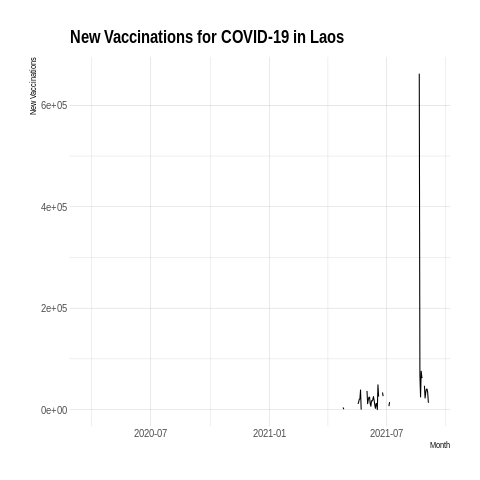 New Vaccinations for COVID-19 in Laos
New Vaccinations
6e+05
4e+05
2e+05
0e+00
2020-07
2021-01
2021-07
Month